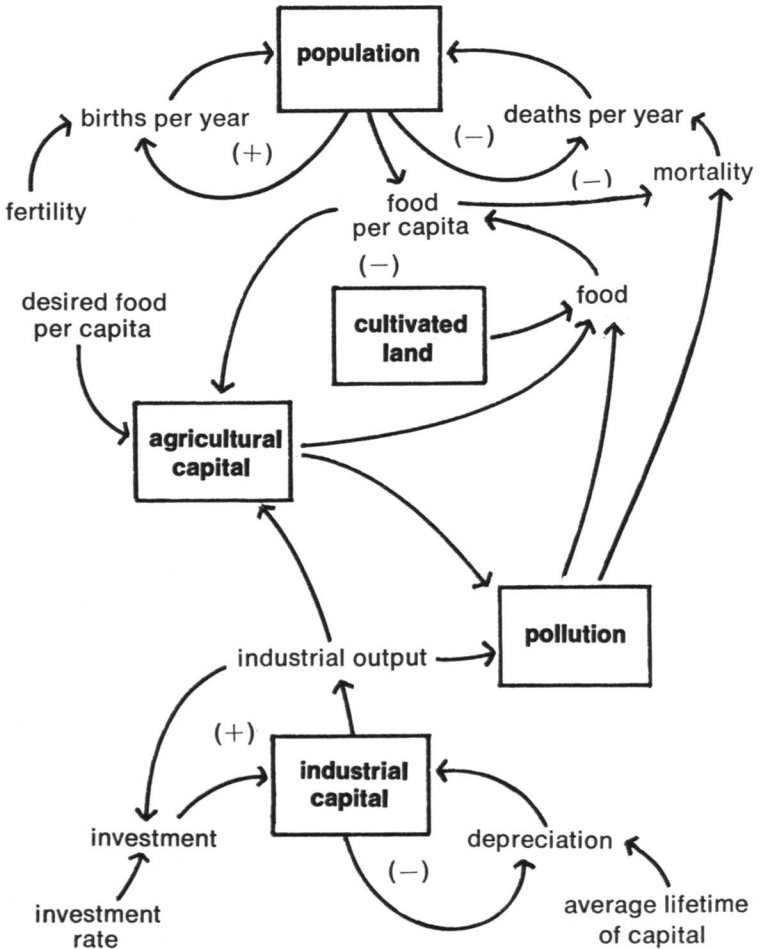 population
births per year
deaths per year
(+)
(−)
mortality
(−)
fertility
food
per capita
(−)
desired food
per capita
food
cultivated
land
agricultural
capital
pollution
industrial output
(+)
industrial
capital
investment
depreciation
(−)
investment
rate
average lifetime
of capital